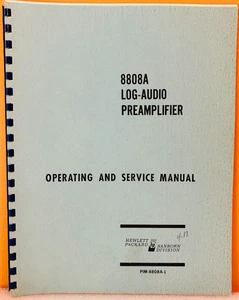 8808A
LOG-AUDIO
PREAMPLIFIER
OPERATING AND SERVICE MANUAL
HEWLETT hp SANBORN
PACKARD DIVISION
PIM-8808A-1